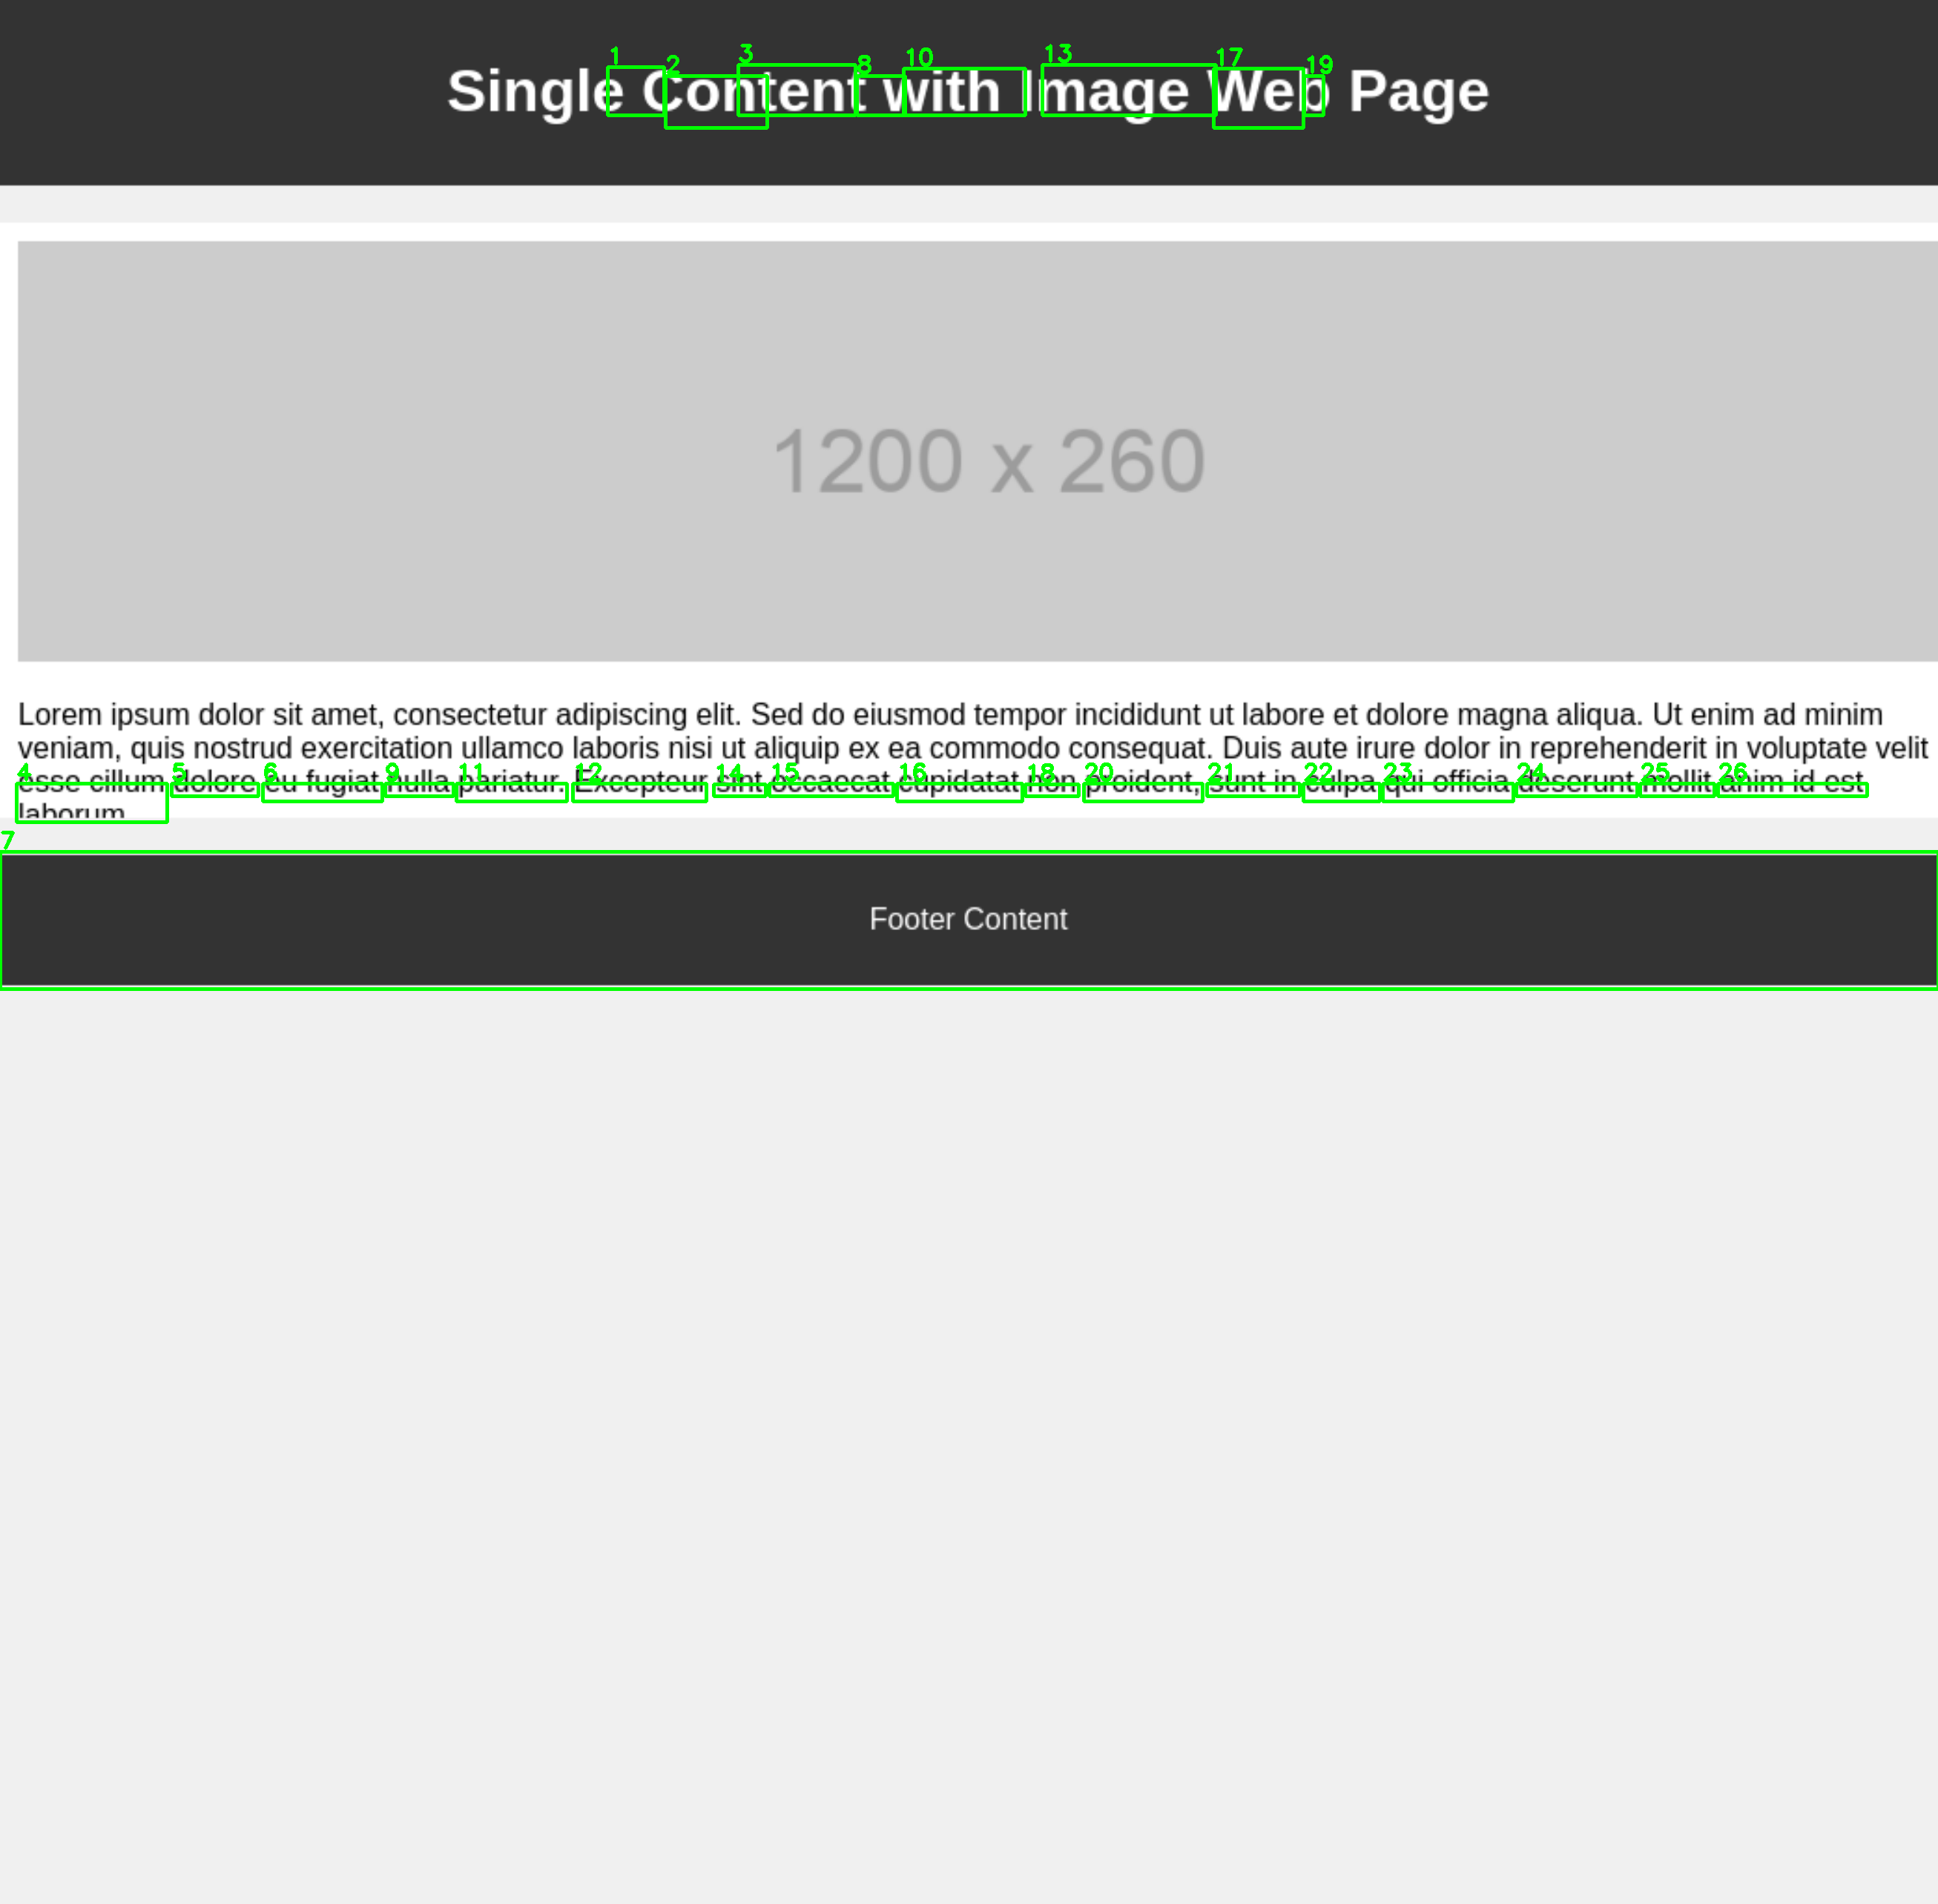 Single Content with Image Web Page
1 2 3 8 10 13 17 19
1200 x 260
Lorem ipsum dolor sit amet, consectetur adipiscing elit. Sed do eiusmod tempor incididunt ut labore et dolore magna aliqua. Ut enim ad minim
veniam, quis nostrud exercitation ullamco laboris nisi ut aliquip ex ea commodo consequat. Duis aute irure dolor in reprehenderit in voluptate velit
4 5 6 9 11 12 14 15 16 18 20 21 22 23 24 25 26
esse cillum dolore eu fugiat nulla pariatur. Excepteur sint occaecat cupidatat non proident, sunt in culpa qui officia deserunt mollit anim id est
laborum
7
Footer Content